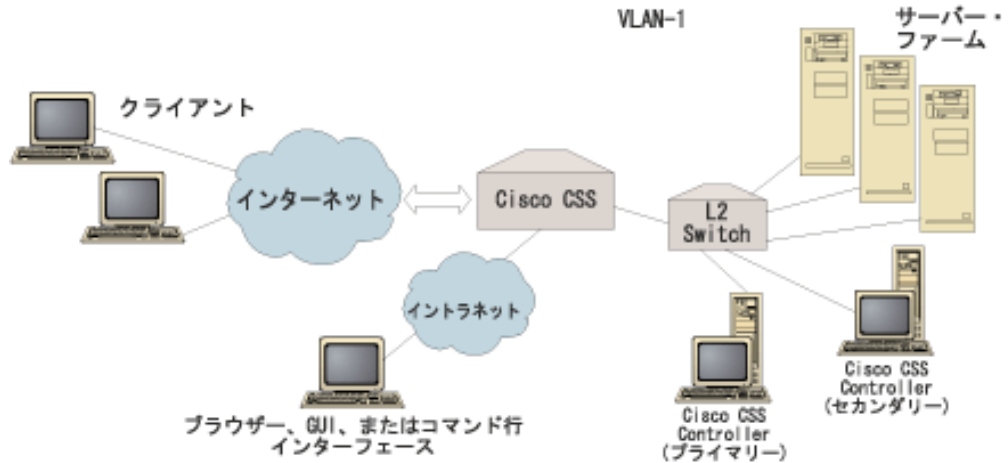 VLAN-1
サーバー・
ファーム
クライアント
インターネット
Cisco CSS
L2
Switch
イントラネット
ブラウザー、GUI、またはコマンド行
インターフェース
Cisco CSS
Controller
(プライマリー)
Cisco CSS
Controller
(セカンダリー)